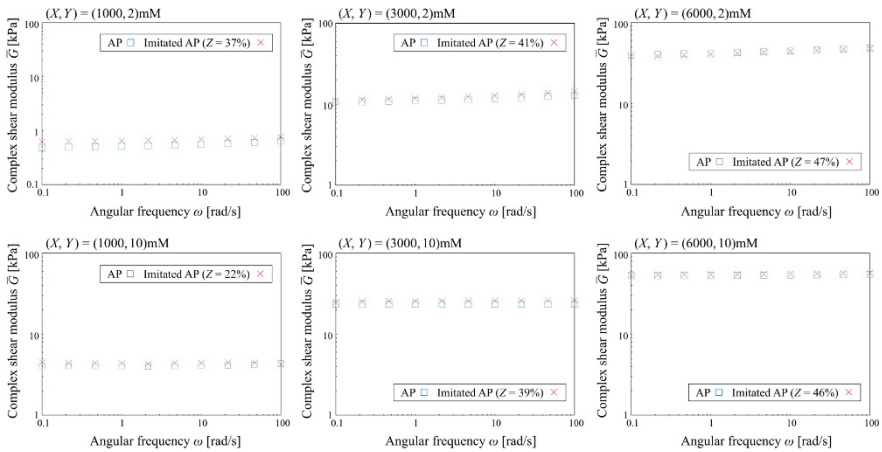 (X, Y) = (1000, 2)mM
Complex shear modulus G̅ [kPa]
100
10
1
0.1
AP Imitated AP (Z = 37%)
0.1 1 10 100
Angular frequency ω [rad/s]
(X, Y) = (3000, 2)mM
Complex shear modulus G̅ [kPa]
100
10
1
AP Imitated AP (Z = 41%)
0.1 1 10 100
Angular frequency ω [rad/s]
(X, Y) = (6000, 2)mM
Complex shear modulus G̅ [kPa]
100
10
1
AP Imitated AP (Z = 47%)
0.1 1 10 100
Angular frequency ω [rad/s]
(X, Y) = (1000, 10)mM
Complex shear modulus G̅ [kPa]
100
10
1
AP Imitated AP (Z = 22%)
0.1 1 10 100
Angular frequency ω [rad/s]
(X, Y) = (3000, 10)mM
Complex shear modulus G̅ [kPa]
100
10
1
AP Imitated AP (Z = 39%)
0.1 1 10 100
Angular frequency ω [rad/s]
(X, Y) = (6000, 10)mM
Complex shear modulus G̅ [kPa]
100
10
1
AP Imitated AP (Z = 46%)
0.1 1 10 100
Angular frequency ω [rad/s]